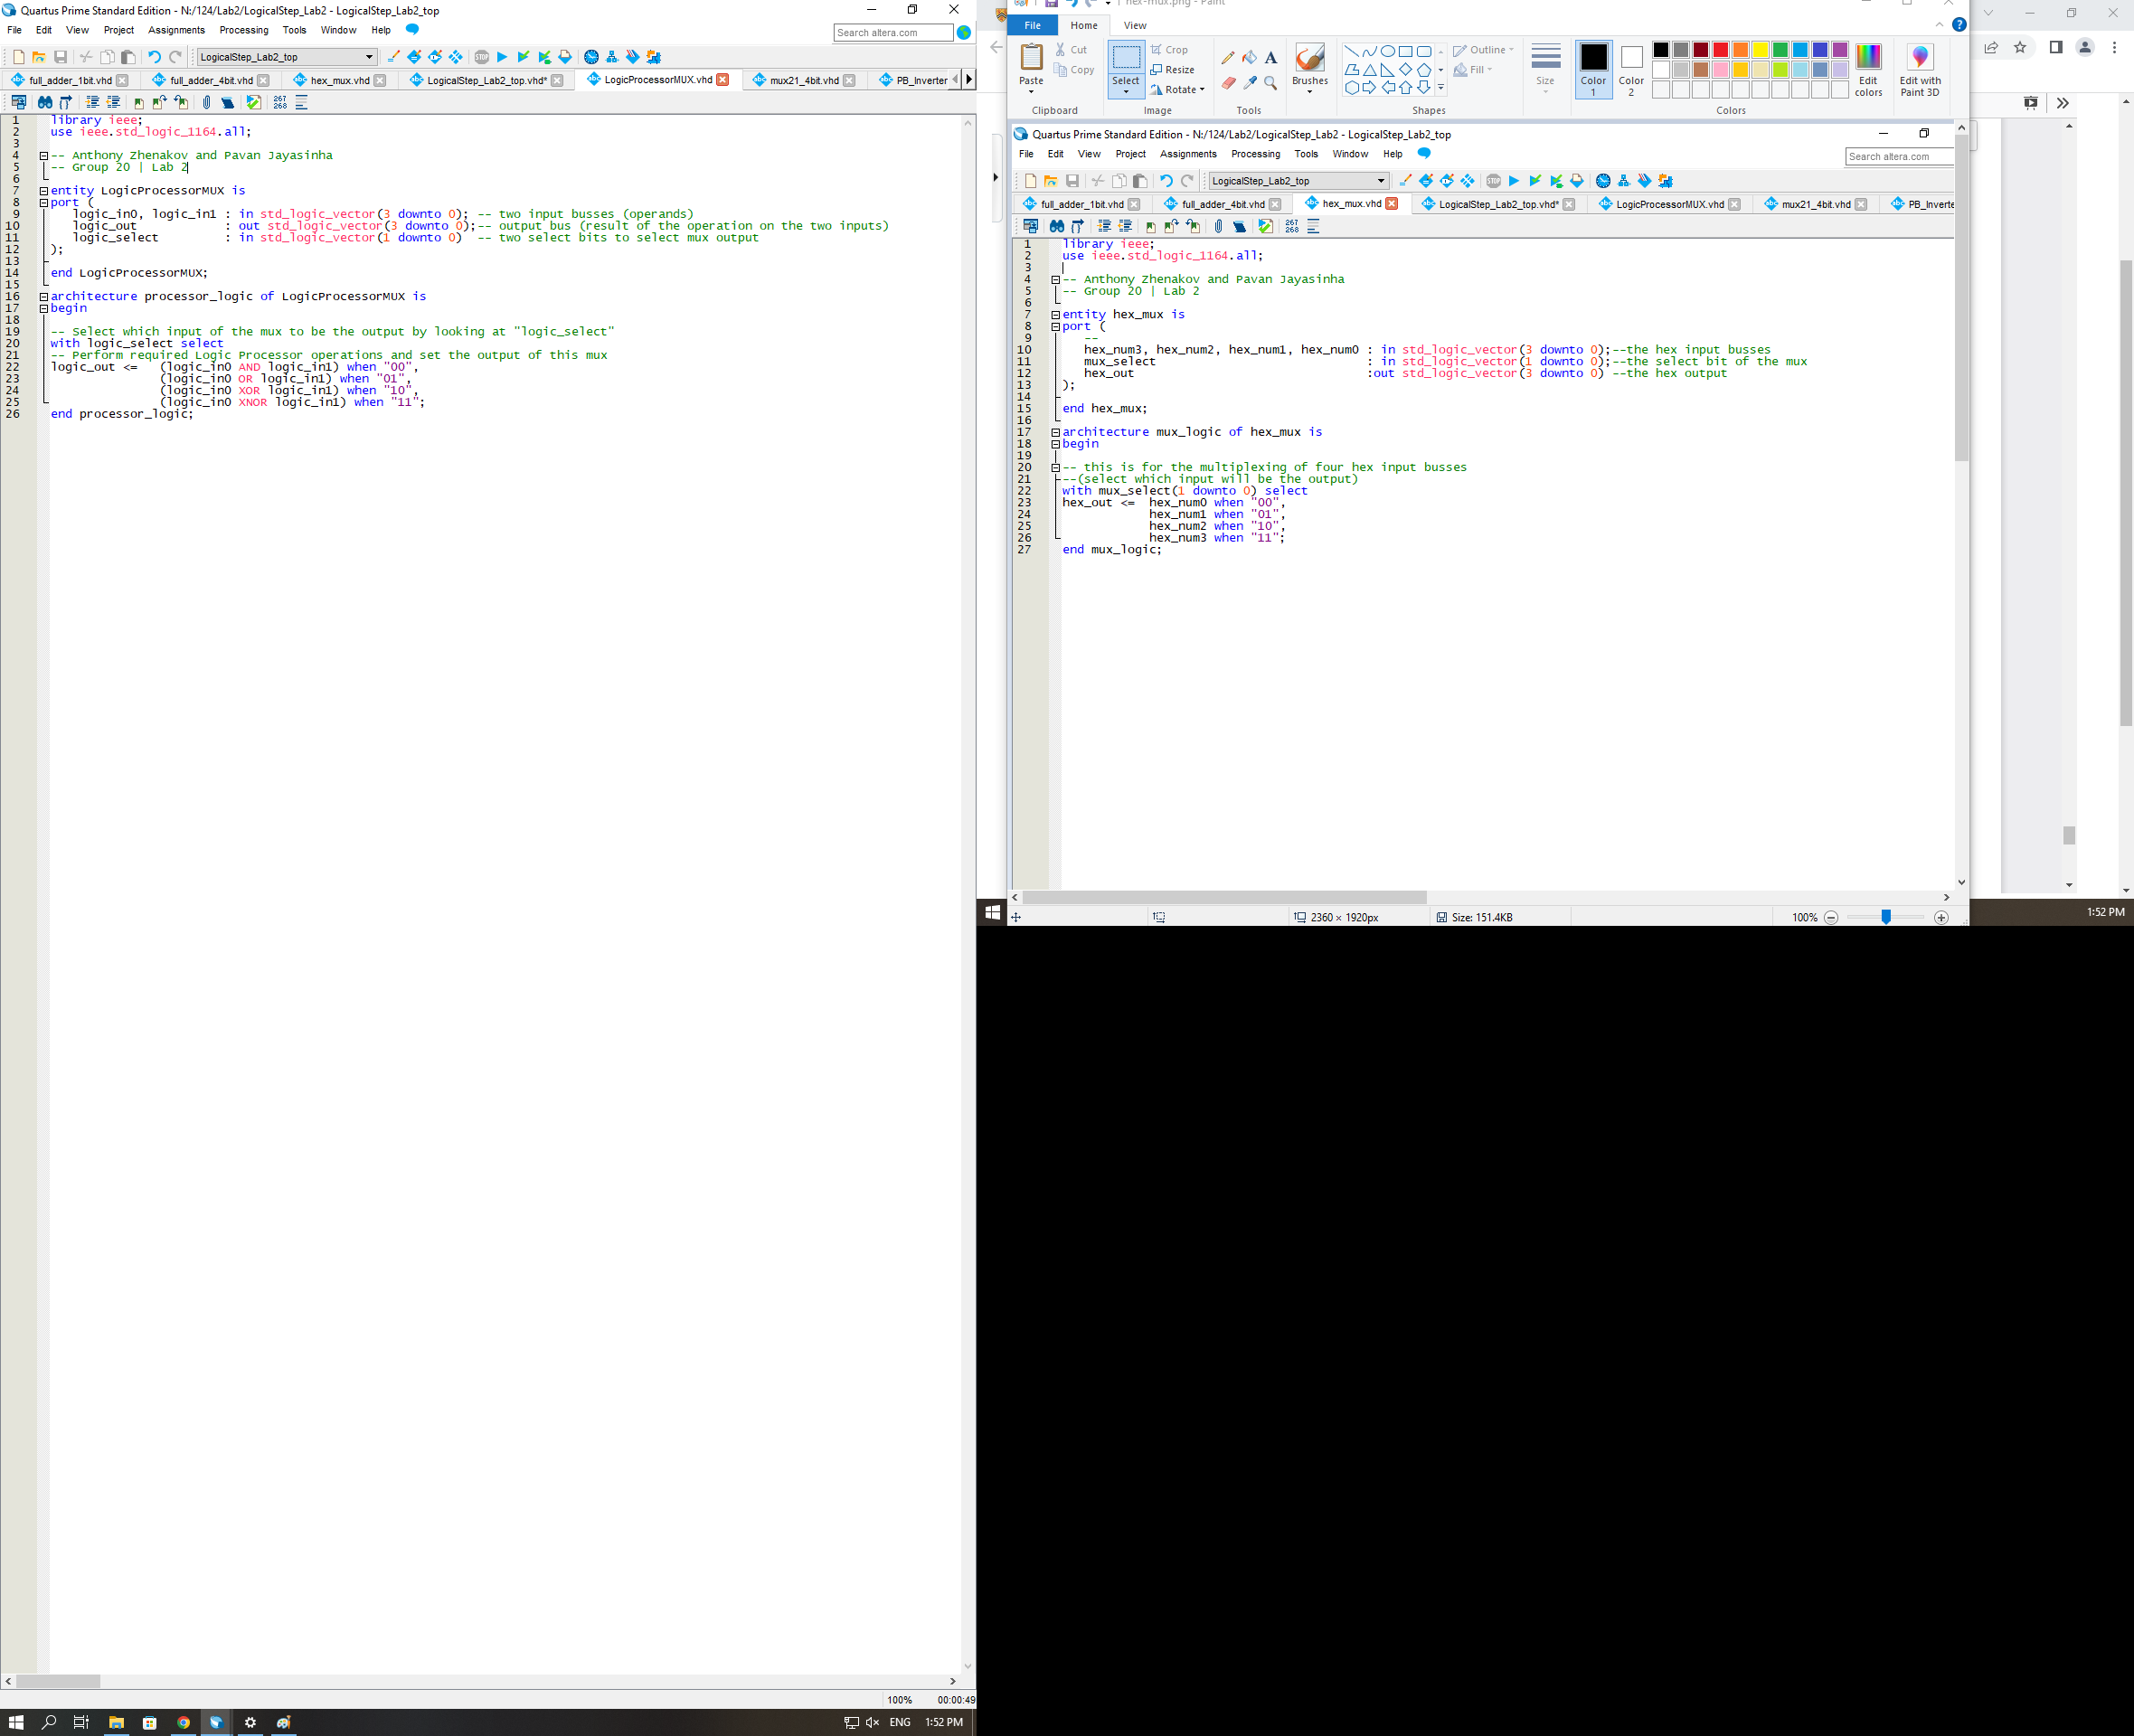 Quartus Prime Standard Edition - N:/124/Lab2/LogicalStep_Lab2 - LogicalStep_Lab2_top
File Edit View Project Assignments Processing Tools Window Help
Search altera.com
LogicalStep_Lab2_top
full_adder_1bit.vhd full_adder_4bit.vhd hex_mux.vhd LogicalStep_Lab2_top.vhd* LogicProcessorMUX.vhd mux21_4bit.vhd PB_Inverter
267
268
1 library ieee;
2 use ieee.std_logic_1164.all;
3
4 -- Anthony Zhenakov and Pavan Jayasinha
5 -- Group 20 | Lab 2
6
7 entity LogicProcessorMUX is
8 port (
9 logic_in0, logic_in1 : in std_logic_vector(3 downto 0); -- two input busses (operands)
10 logic_out : out std_logic_vector(3 downto 0);-- output bus (result of the operation on the two inputs)
11 logic_select : in std_logic_vector(1 downto 0) -- two select bits to select mux output
12 );
13
14 end LogicProcessorMUX;
15
16 architecture processor_logic of LogicProcessorMUX is
17 begin
18
19 -- Select which input of the mux to be the output by looking at "logic_select"
20 with logic_select select
21 -- Perform required Logic Processor operations and set the output of this mux
22 logic_out <= (logic_in0 AND logic_in1) when "00",
23 (logic_in0 OR logic_in1) when "01",
24 (logic_in0 XOR logic_in1) when "10",
25 (logic_in0 XNOR logic_in1) when "11";
26 end processor_logic;
100% 00:00:49
ENG 1:52 PM
hex-mux.png - Paint
File Home View
Paste Cut Copy Select Crop Resize Rotate Brushes Outline Fill Size Color 1 Color 2 Edit colors Edit with Paint 3D
Clipboard Image Tools Shapes Colors
Quartus Prime Standard Edition - N:/124/Lab2/LogicalStep_Lab2 - LogicalStep_Lab2_top
File Edit View Project Assignments Processing Tools Window Help
Search altera.com
LogicalStep_Lab2_top
full_adder_1bit.vhd full_adder_4bit.vhd hex_mux.vhd LogicalStep_Lab2_top.vhd* LogicProcessorMUX.vhd mux21_4bit.vhd PB_Inverte
267
268
1 library ieee;
2 use ieee.std_logic_1164.all;
3
4 -- Anthony Zhenakov and Pavan Jayasinha
5 -- Group 20 | Lab 2
6
7 entity hex_mux is
8 port (
9 --
10 hex_num3, hex_num2, hex_num1, hex_num0 : in std_logic_vector(3 downto 0);--the hex input busses
11 mux_select : in std_logic_vector(1 downto 0);--the select bit of the mux
12 hex_out :out std_logic_vector(3 downto 0) --the hex output
13 );
14
15 end hex_mux;
16
17 architecture mux_logic of hex_mux is
18 begin
19
20 -- this is for the multiplexing of four hex input busses
21 --(select which input will be the output)
22 with mux_select(1 downto 0) select
23 hex_out <= hex_num0 when "00",
24 hex_num1 when "01",
25 hex_num2 when "10",
26 hex_num3 when "11";
27 end mux_logic;
2360 × 1920px Size: 151.4KB 100%
1:52 PM